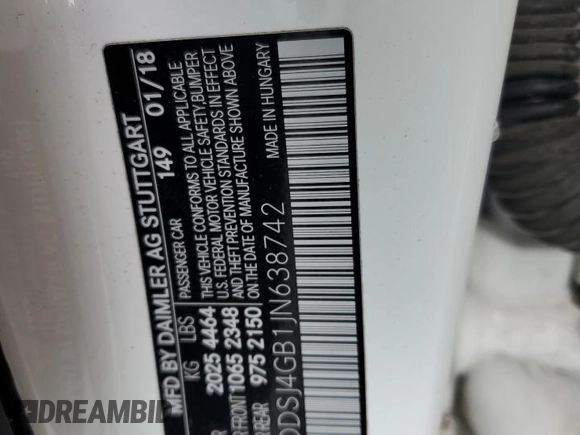 MFD BY DAIMLER AG STUTTGART
149 01/18
PASSENGER CAR
KG LBS
2025 4464
FRONT 1065 2348
REAR 975 2150
THIS VEHICLE CONFORMS TO ALL APPLICABLE
U.S. FEDERAL MOTOR VEHICLE SAFETY, BUMPER
AND THEFT PREVENTION STANDARDS IN EFFECT
ON THE DATE OF MANUFACTURE SHOWN ABOVE
DDSJ4GB1JN638742
MADE IN HUNGARY
DREAMBID